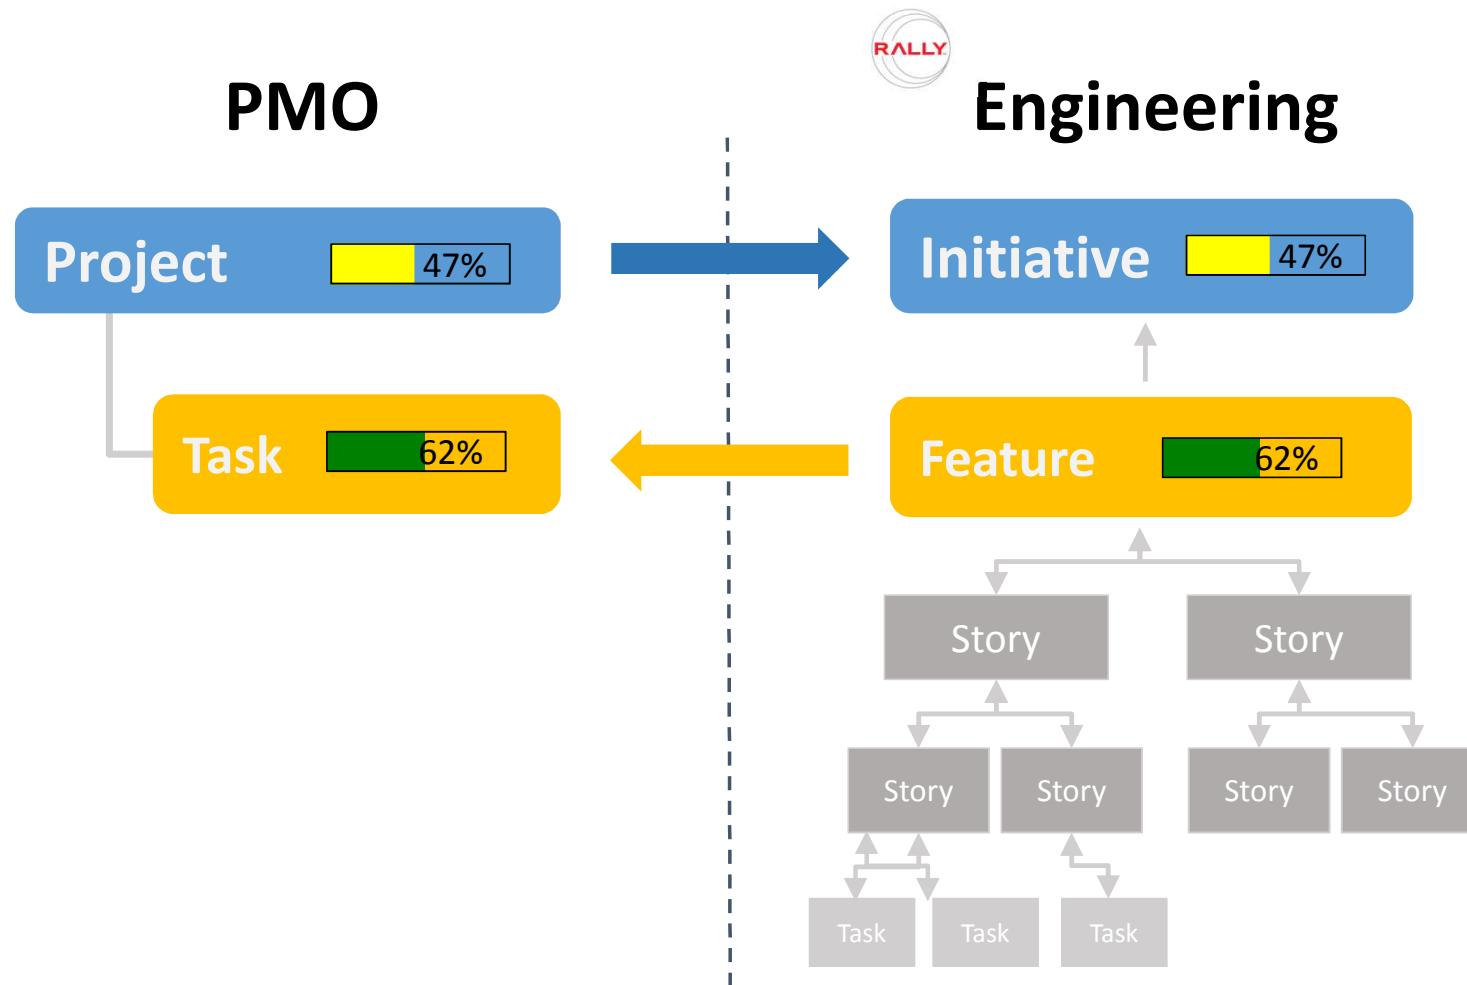 RALLY
PMO
Engineering
Project 47%
Initiative 47%
Task 62%
Feature 62%
Story Story
Story Story Story Story
Task Task Task